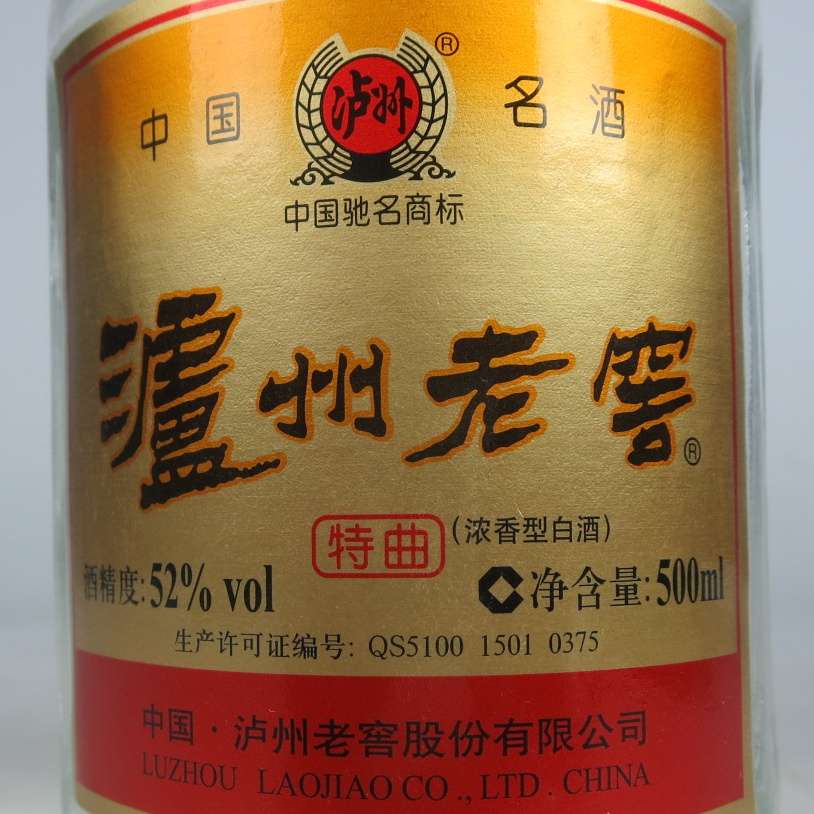 ®
泸州
中国 名酒
中国驰名商标
瀘州老窖®
特曲 (浓香型白酒)
酒精度:52% vol 净含量:500ml
生产许可证编号: QS5100 1501 0375
中国·泸州老窖股份有限公司
LUZHOU LAOJIAO CO., LTD. CHINA